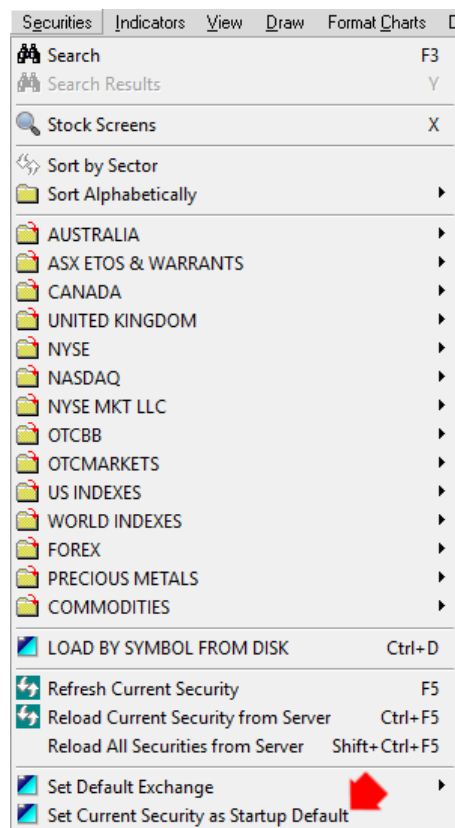 Securities Indicators View Draw Format Charts D
Search F3
Search Results Y
Stock Screens X
Sort by Sector
Sort Alphabetically
AUSTRALIA
ASX ETOS & WARRANTS
CANADA
UNITED KINGDOM
NYSE
NASDAQ
NYSE MKT LLC
OTCBB
OTCMARKETS
US INDEXES
WORLD INDEXES
FOREX
PRECIOUS METALS
COMMODITIES
LOAD BY SYMBOL FROM DISK Ctrl+D
Refresh Current Security F5
Reload Current Security from Server Ctrl+F5
Reload All Securities from Server Shift+Ctrl+F5
Set Default Exchange
Set Current Security as Startup Default